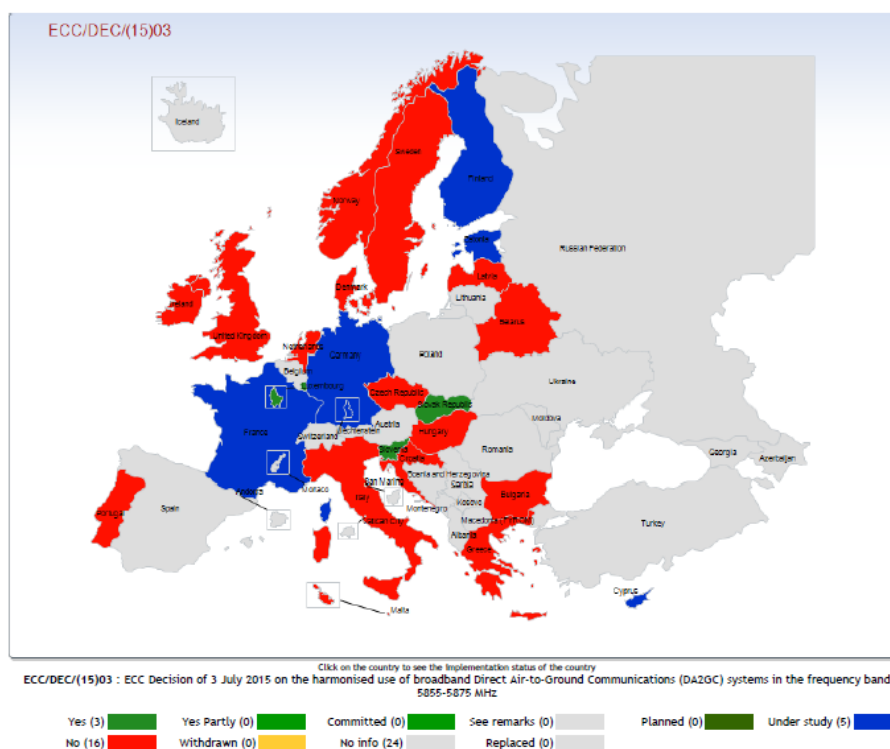 ECC/DEC/(15)03
Iceland
Sweden
Finland
Norway
Russian Federation
Estonia
Latvia
Denmark
Lithuania
Ireland
Belarus
United Kingdom
Netherlands
Germany
Poland
Belgium
Luxembourg
Ukraine
Czech Republic
Slovak Republic
Austria
Moldova
France
Switzerland
Liechtenstein
Hungary
Romania
Slovenia
Croatia
Georgia
Azerbaijan
Bosnia and Herzegovina
San Marino
Serbia
Monaco
Andorra
Italy
Bulgaria
Kosovo
Spain
Portugal
Montenegro
Vatican City
Macedonia (FYROM)
Turkey
Albania
Greece
Cyprus
Malta
Click on the country to see the implementation status of the country
ECC/DEC/(15)03 : ECC Decision of 3 July 2015 on the harmonised use of broadband Direct Air-to-Ground Communications (DA2GC) systems in the frequency band
5855-5875 MHz
Yes (3) Yes Partly (0) Committed (0) See remarks (0) Planned (0) Under study (5)
No (16) Withdrawn (0) No info (24) Replaced (0)